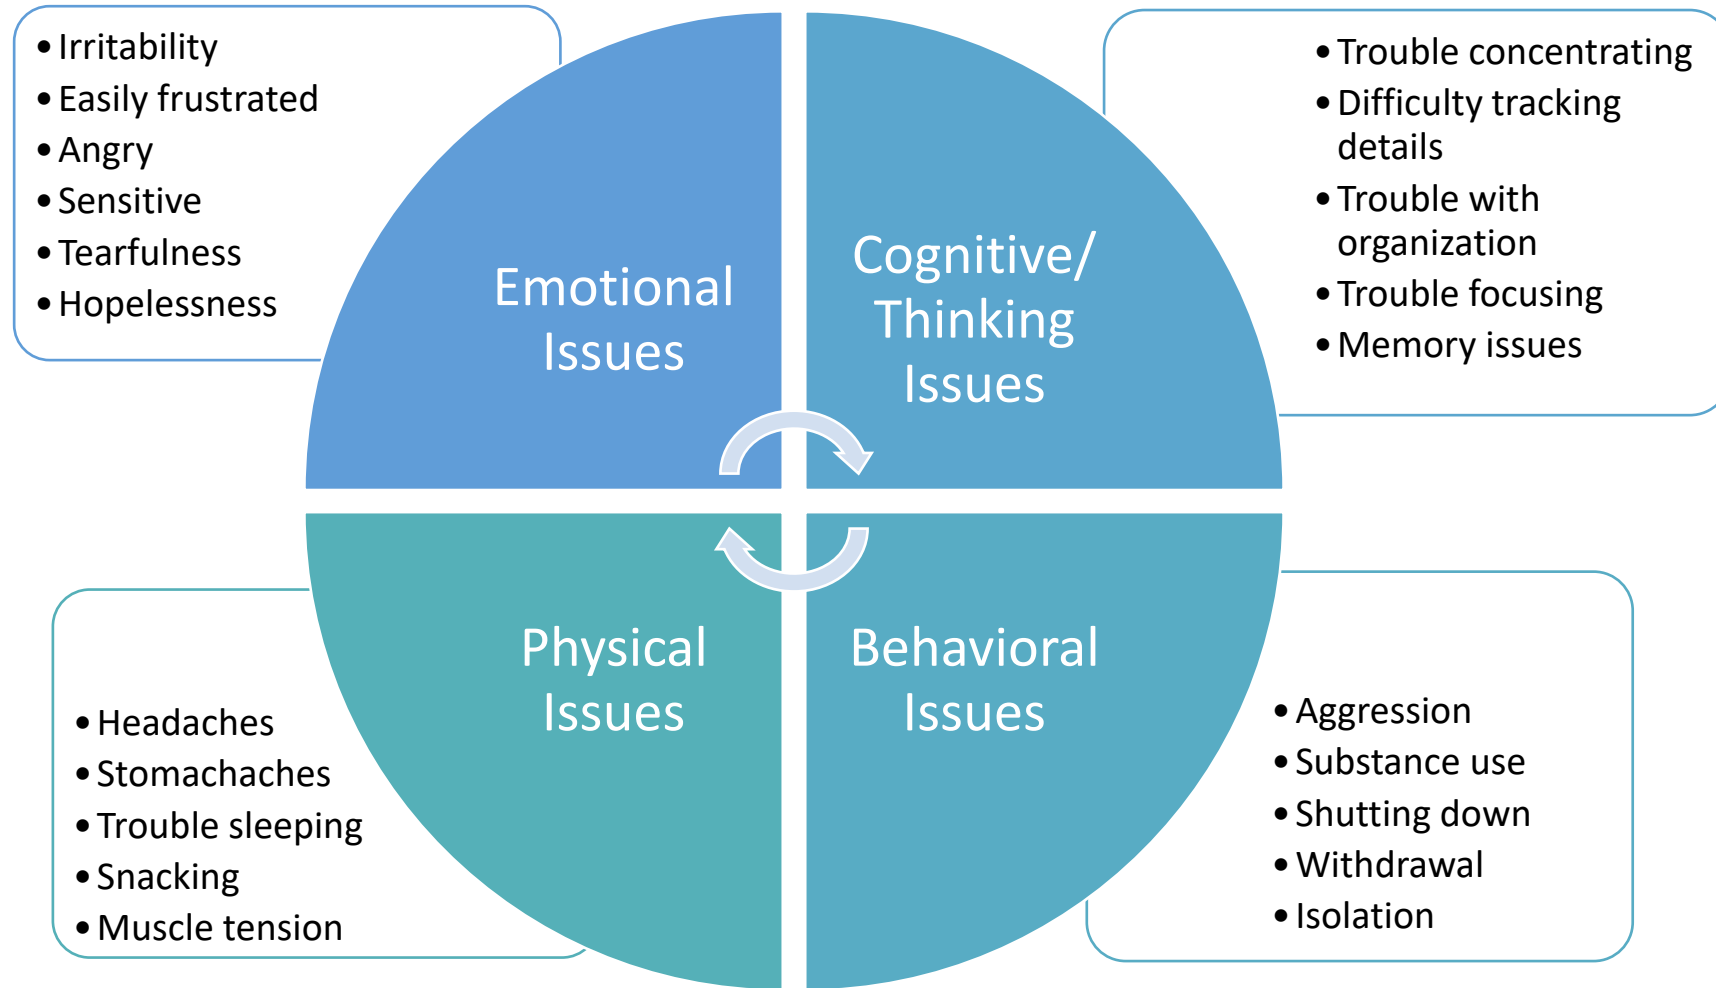 • Irritability
• Easily frustrated
• Angry
• Sensitive
• Tearfulness
• Hopelessness
Emotional
Issues
Cognitive/
Thinking
Issues
• Trouble concentrating
• Difficulty tracking
details
• Trouble with
organization
• Trouble focusing
• Memory issues
Physical
Issues
• Headaches
• Stomachaches
• Trouble sleeping
• Snacking
• Muscle tension
Behavioral
Issues
• Aggression
• Substance use
• Shutting down
• Withdrawal
• Isolation